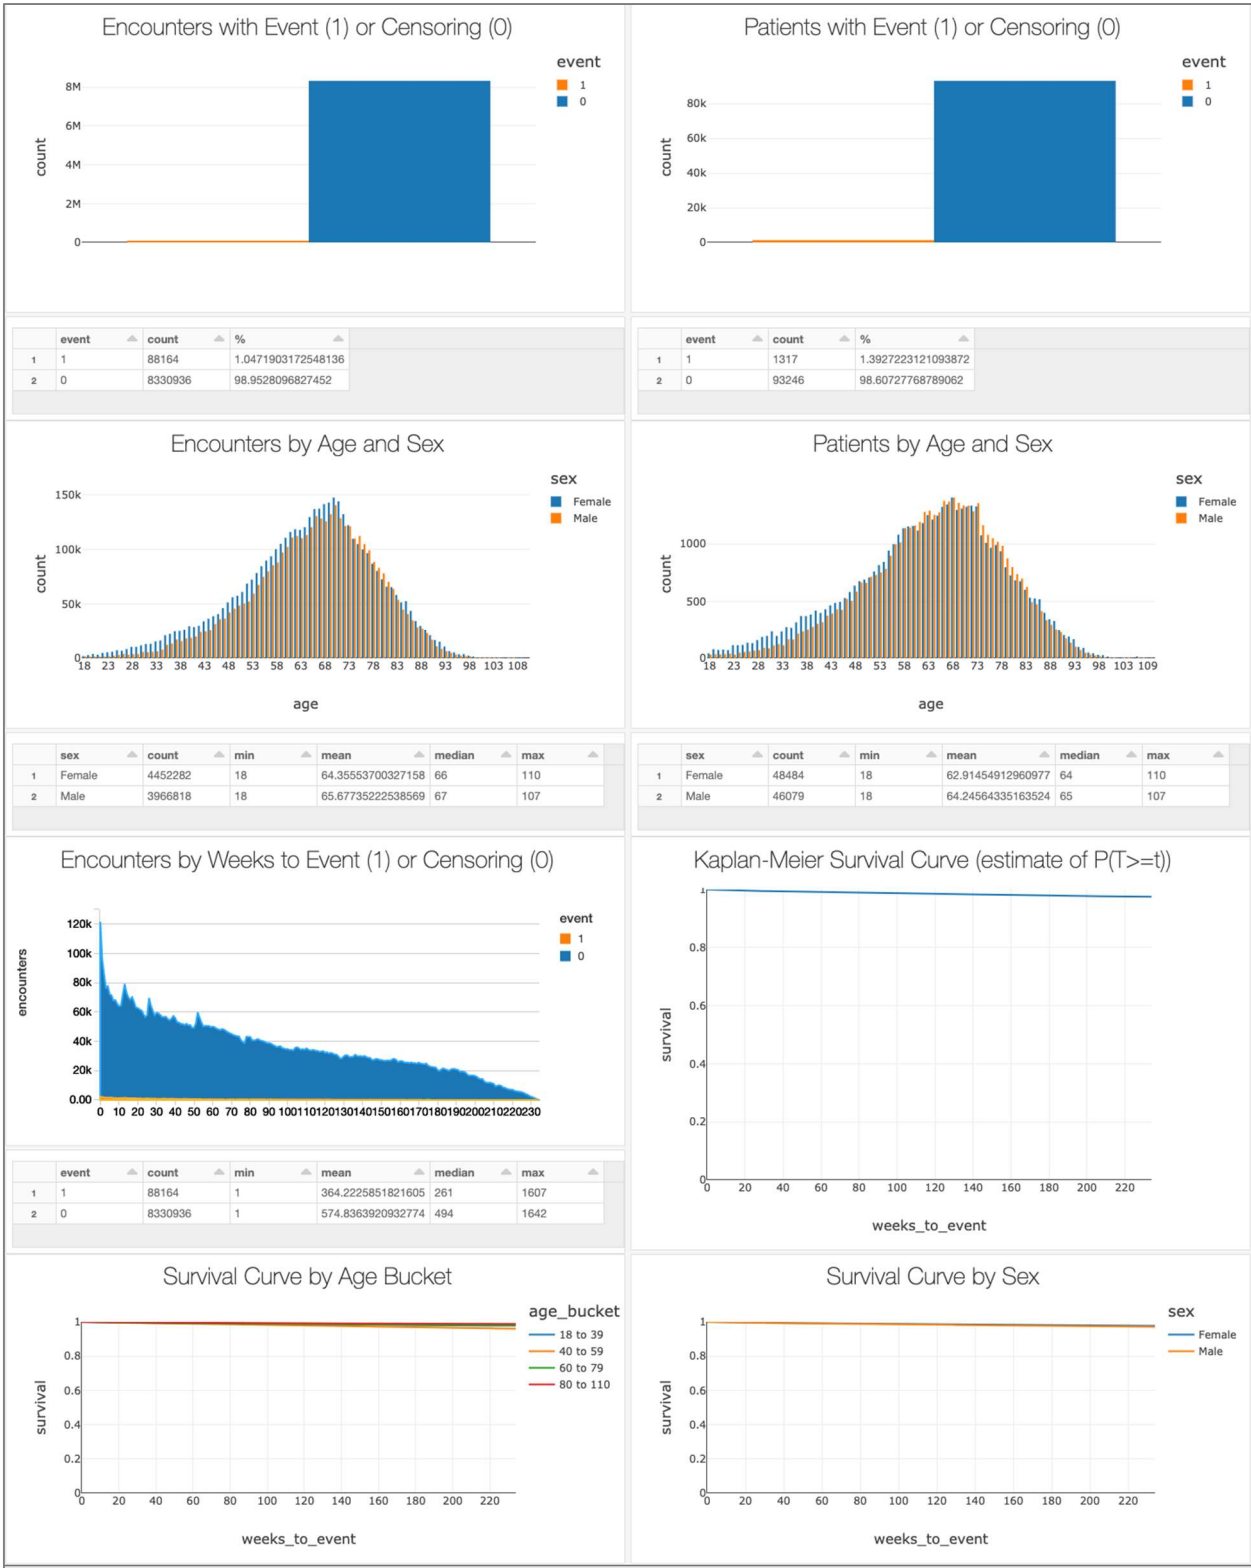 Encounters with Event (1) or Censoring (0)
event
1
0
8M
6M
4M
2M
0
count
event count %
1 1 88164 1.0471903172548136
2 0 8330936 98.9528096827452
Patients with Event (1) or Censoring (0)
event
1
0
80k
60k
40k
20k
0
count
event count %
1 1 1317 1.3927223121093872
2 0 93246 98.60727768789062
Encounters by Age and Sex
sex
Female
Male
150k
100k
50k
0
count
18 23 28 33 38 43 48 53 58 63 68 73 78 83 88 93 98 103 108
age
sex count min mean median max
1 Female 4452282 18 64.35553700327158 66 110
2 Male 3966818 18 65.67735222538569 67 107
Patients by Age and Sex
sex
Female
Male
1000
500
0
count
18 23 28 33 38 43 48 53 58 63 68 73 78 83 88 93 98 103 109
age
sex count min mean median max
1 Female 48484 18 62.91454912960977 64 110
2 Male 46079 18 64.24564335163524 65 107
Encounters by Weeks to Event (1) or Censoring (0)
event
1
0
120k
100k
80k
60k
40k
20k
0.00
encounters
0 10 20 30 40 50 60 70 80 90 100110120130140150160170180190200210220230
event count min mean median max
1 1 88164 1 364.2225851821605 261 1607
2 0 8330936 1 574.8363920932774 494 1642
Kaplan-Meier Survival Curve (estimate of P(T>=t))
1
0.8
0.6
0.4
0.2
0
survival
0 20 40 60 80 100 120 140 160 180 200 220
weeks_to_event
Survival Curve by Age Bucket
age_bucket
18 to 39
40 to 59
60 to 79
80 to 110
1
0.8
0.6
0.4
0.2
0
survival
0 20 40 60 80 100 120 140 160 180 200 220
weeks_to_event
Survival Curve by Sex
sex
Female
Male
1
0.8
0.6
0.4
0.2
0
survival
0 20 40 60 80 100 120 140 160 180 200 220
weeks_to_event